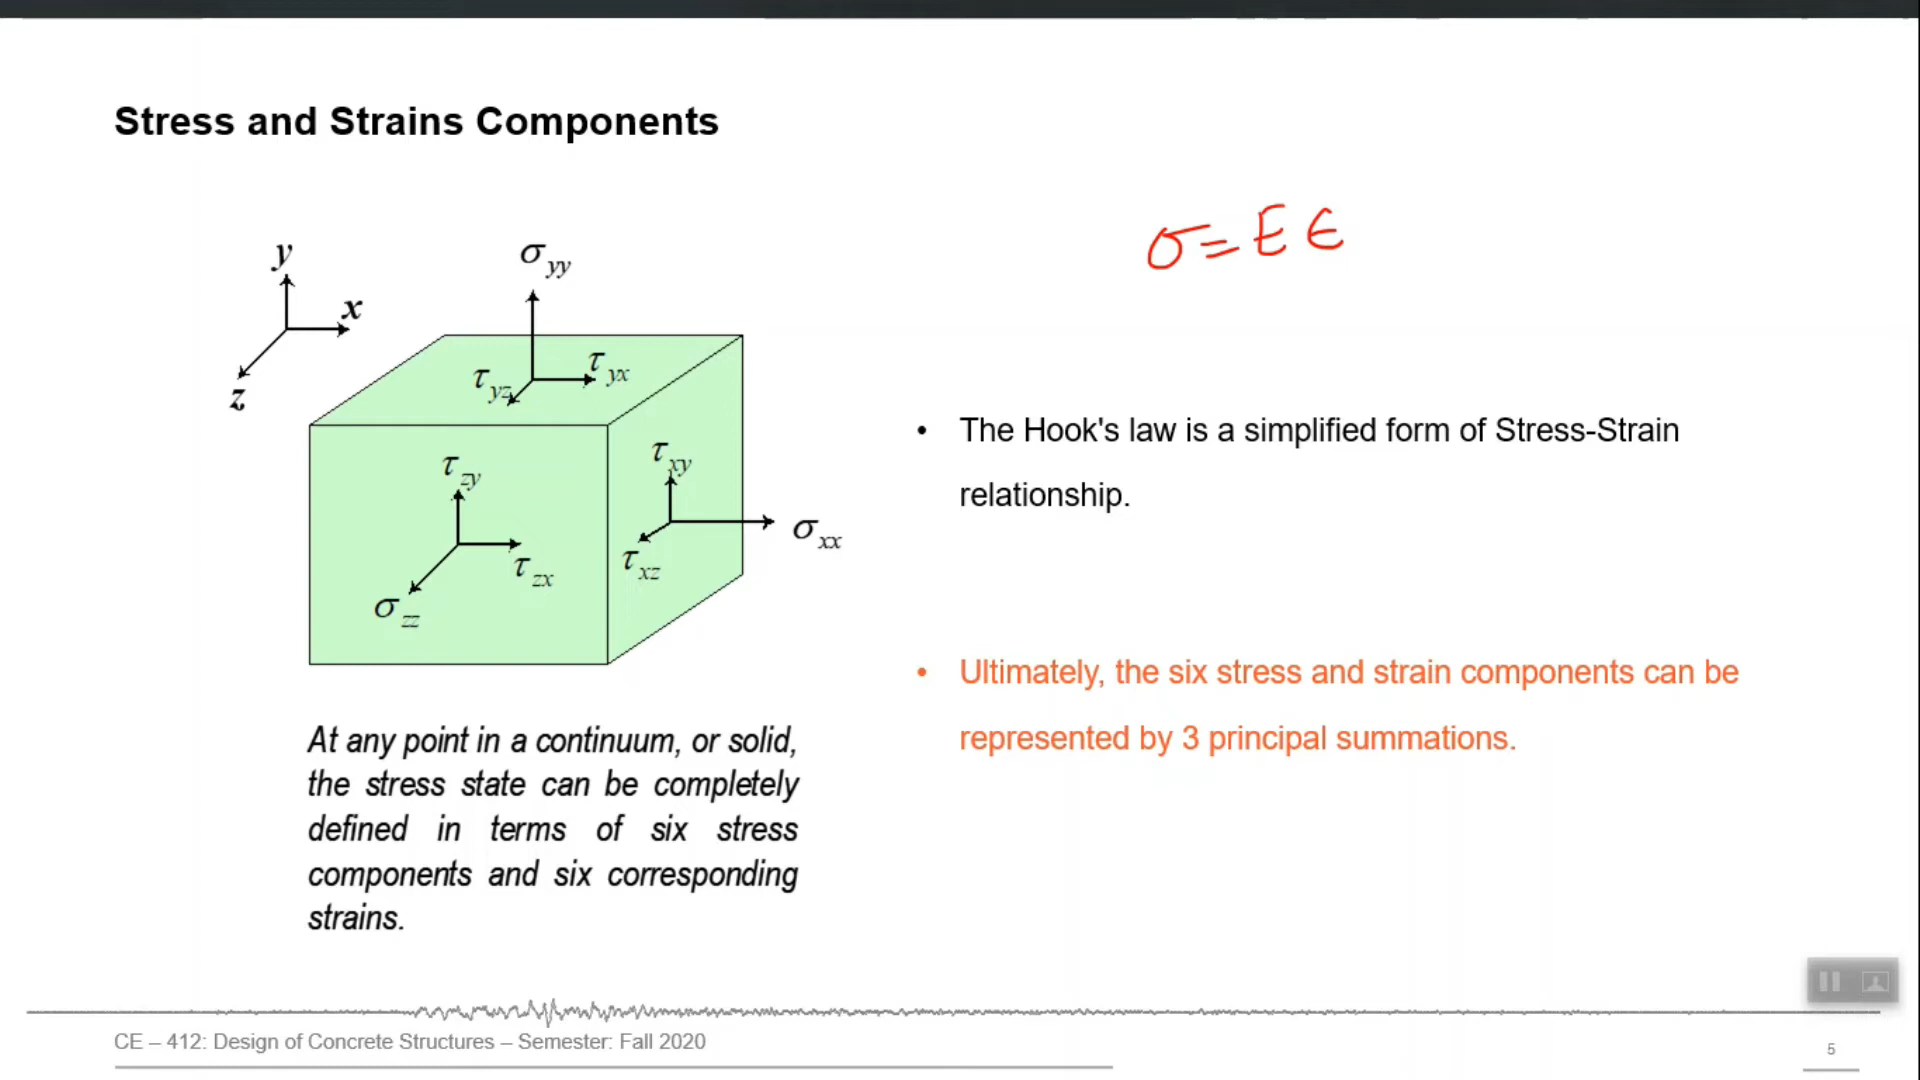 Stress and Strains Components
σ = E ϵ
y
x
z
σyy
τyz
τyx
τzy
τzx
σzz
τxy
τxz
σxx
• The Hook's law is a simplified form of Stress-Strain
relationship.
• Ultimately, the six stress and strain components can be
represented by 3 principal summations.
At any point in a continuum, or solid,
the stress state can be completely
defined in terms of six stress
components and six corresponding
strains.
CE – 412: Design of Concrete Structures – Semester: Fall 2020
5